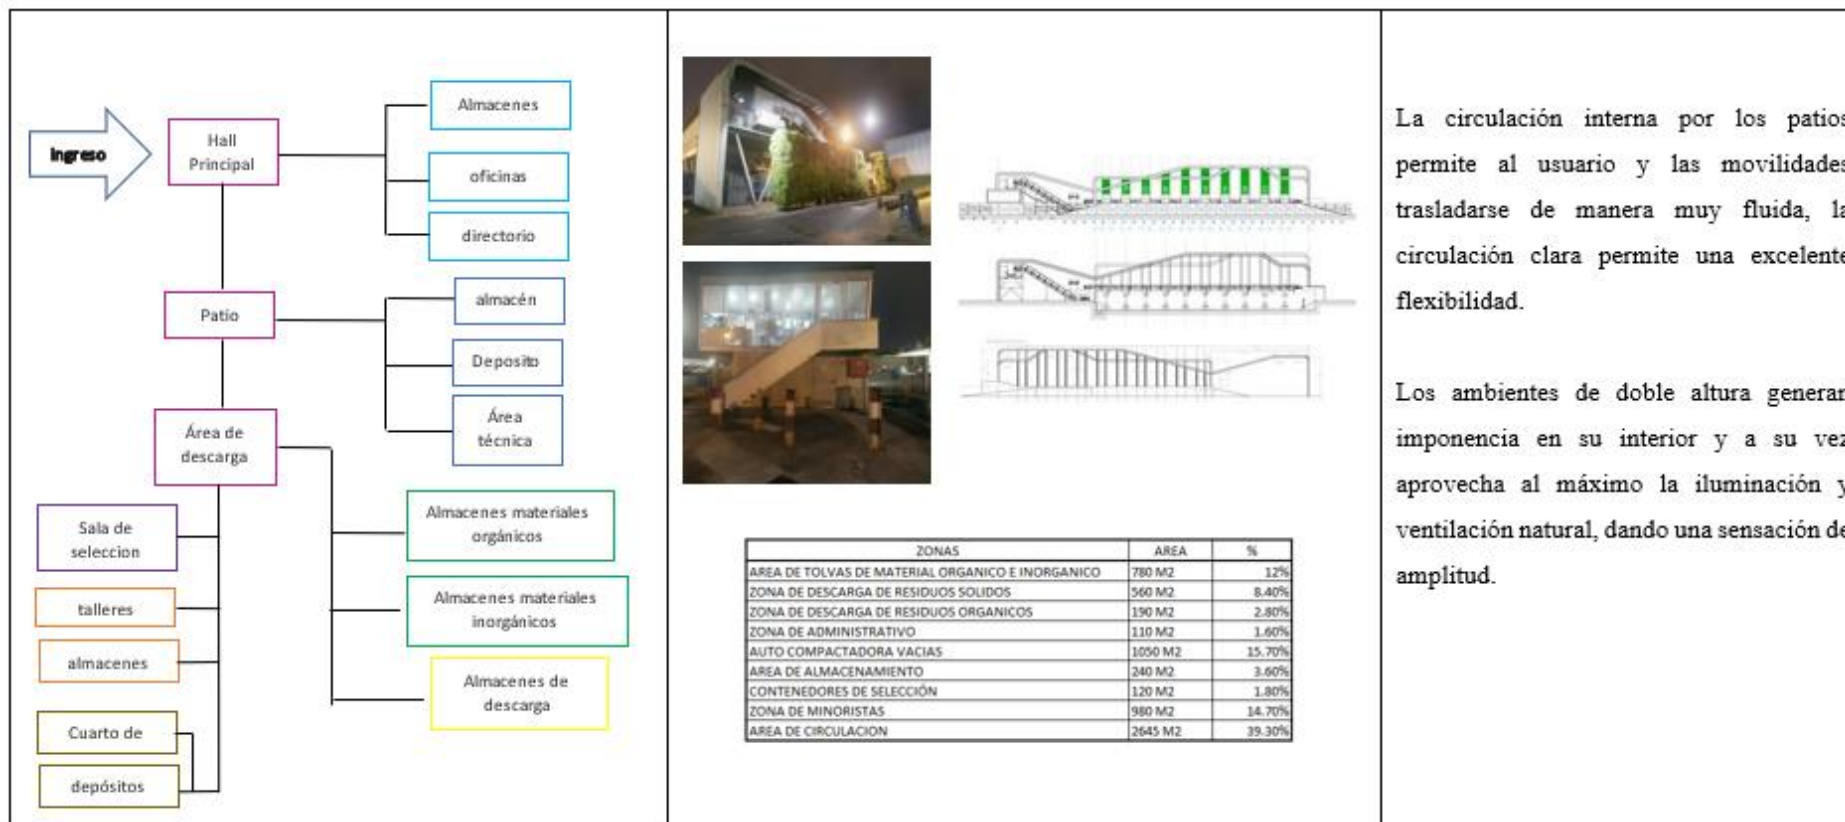 Ingreso
Hall
Principal
Almacenes
oficinas
directorio
Patio
almacén
Deposito
Área
técnica
Área de
descarga
Sala de
seleccion
talleres
almacenes
Cuarto de
depósitos
Almacenes materiales
orgánicos
Almacenes materiales
inorgánicos
Almacenes de
descarga
ZONAS AREA %
AREA DE TOLVAS DE MATERIAL ORGANICO E INORGANICO 780 M2 12%
ZONA DE DESCARGA DE RESIDUOS SOLIDOS 560 M2 8.40%
ZONA DE DESCARGA DE RESIDUOS ORGANICOS 190 M2 2.80%
ZONA DE ADMINISTRATIVO 110 M2 1.60%
AUTO COMPACTADORA VACIAS 1050 M2 15.70%
AREA DE ALMACENAMIENTO 240 M2 3.60%
CONTENEDORES DE SELECCIÓN 120 M2 1.80%
ZONA DE MINORISTAS 980 M2 14.70%
AREA DE CIRCULACION 2645 M2 39.30%
La circulación interna por los patios
permite al usuario y las movilidades
trasladarse de manera muy fluida, la
circulación clara permite una excelente
flexibilidad.
Los ambientes de doble altura generan
imponencia en su interior y a su vez
aprovecha al máximo la iluminación y
ventilación natural, dando una sensación de
amplitud.